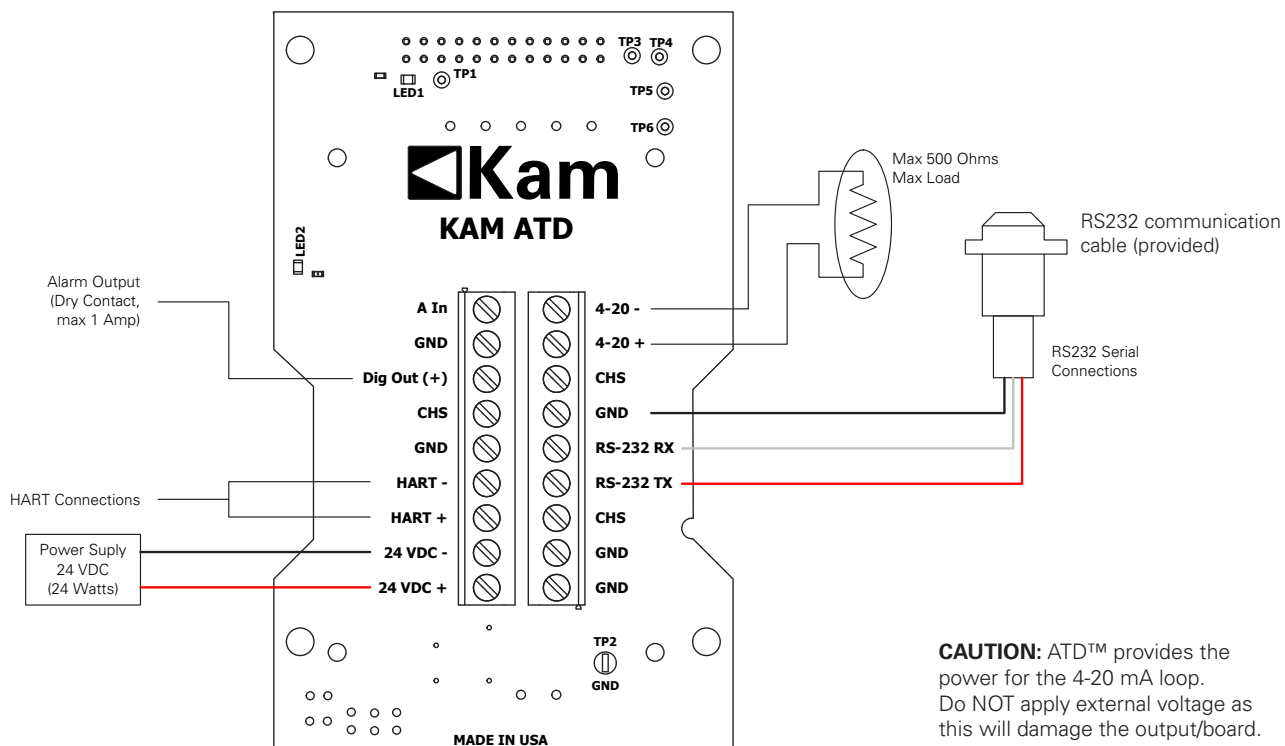 TP3 TP4
LED1
TP1
TP5
TP6
Kam
KAM ATD
LED2
Max 500 Ohms
Max Load
RS232 communication
cable (provided)
Alarm Output
(Dry Contact,
max 1 Amp)
RS232 Serial
Connections
HART Connections
Power Suply
24 VDC
(24 Watts)
A In
GND
Dig Out (+)
CHS
GND
HART -
HART +
24 VDC -
24 VDC +
4-20 -
4-20 +
CHS
GND
RS-232 RX
RS-232 TX
CHS
GND
GND
TP2
GND
MADE IN USA
CAUTION: ATD™ provides the
power for the 4-20 mA loop.
Do NOT apply external voltage as
this will damage the output/board.